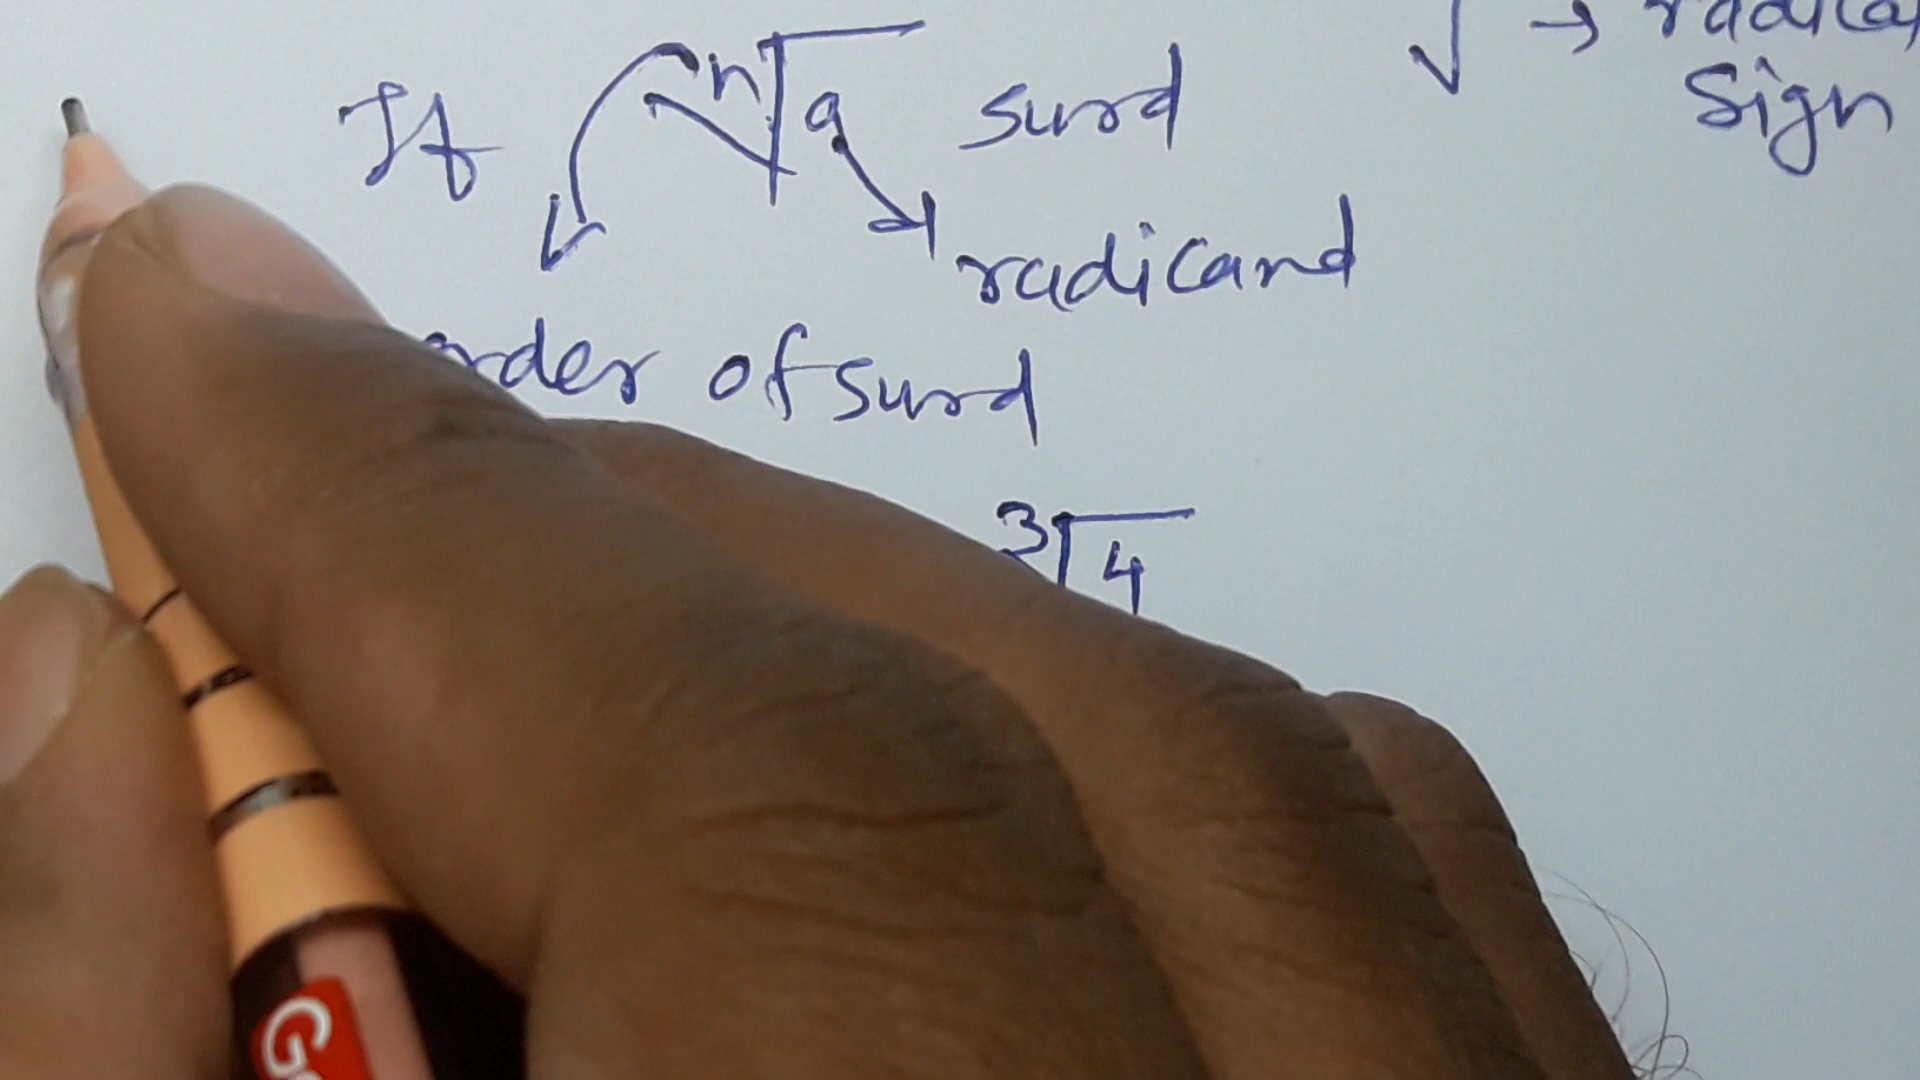 √ → radical
Sign
If ⁿ√a surd
radicand
order of surd
³√4
G